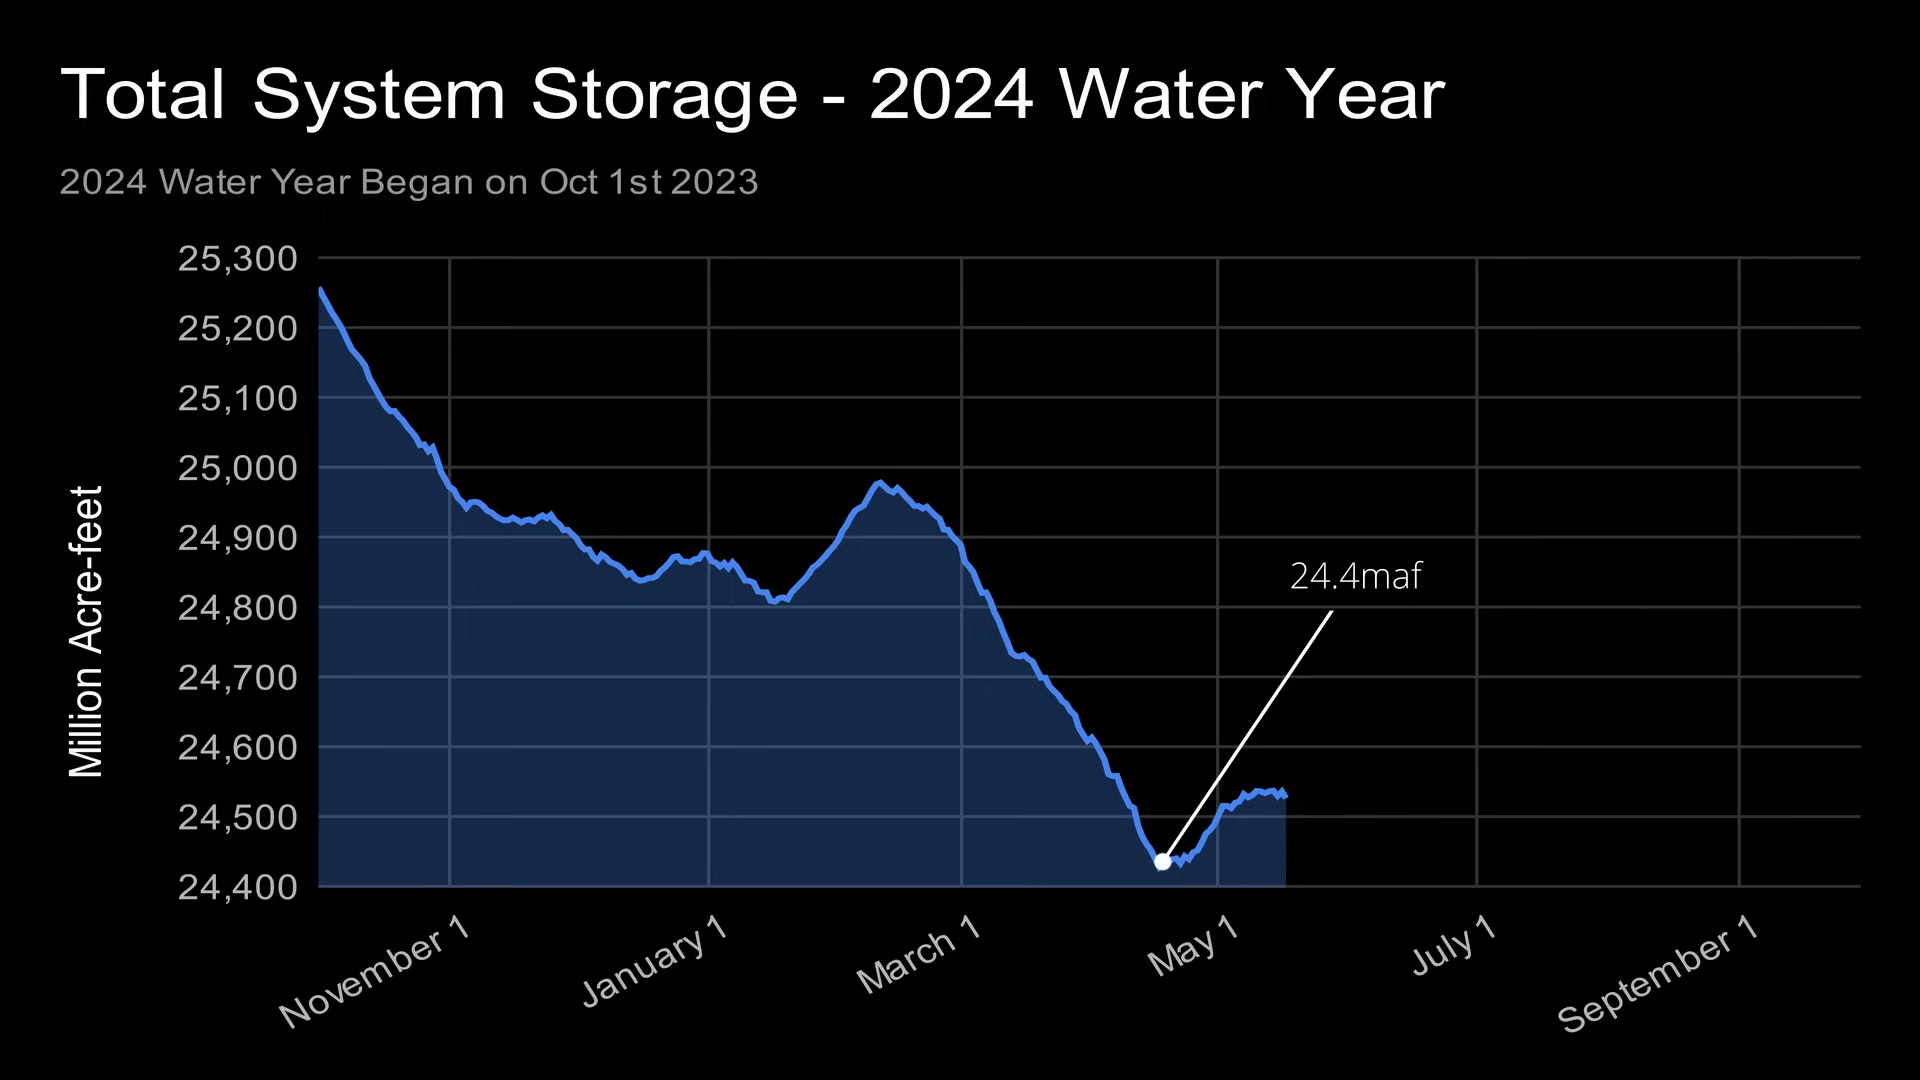 Total System Storage - 2024 Water Year
2024 Water Year Began on Oct 1st 2023
25,300
25,200
25,100
25,000
24,900
24,800
24,700
24,600
24,500
24,400
Million Acre-feet
24.4maf
November 1
January 1
March 1
May 1
July 1
September 1